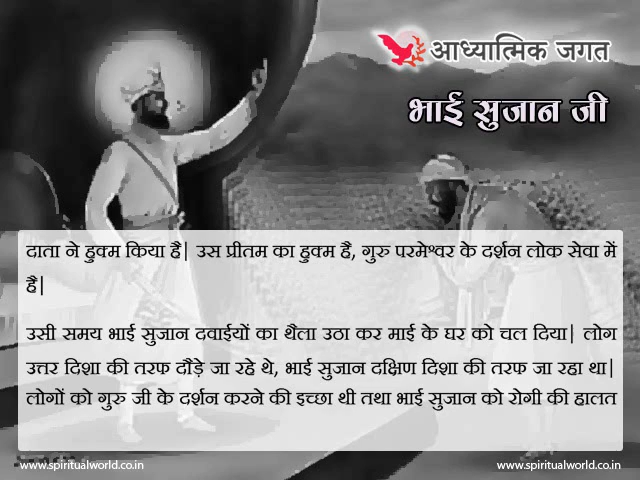 आध्यात्मिक जगत
भाई सुजान जी
दाता ने हुक्म किया है| उस प्रीतम का हुक्म है, गुरु परमेश्वर के दर्शन लोक सेवा में
है|
उसी समय भाई सुजान दवाईयों का थैला उठा कर माई के घर को चल दिया| लोग
उत्तर दिशा की तरफ दौड़े जा रहे थे, भाई सुजान दक्षिण दिशा की तरफ जा रहा था|
लोगों को गुरु जी के दर्शन करने की इच्छा थी तथा भाई सुजान को रोगी की हालत
www.spiritualworld.co.in
www.spiritualworld.co.in